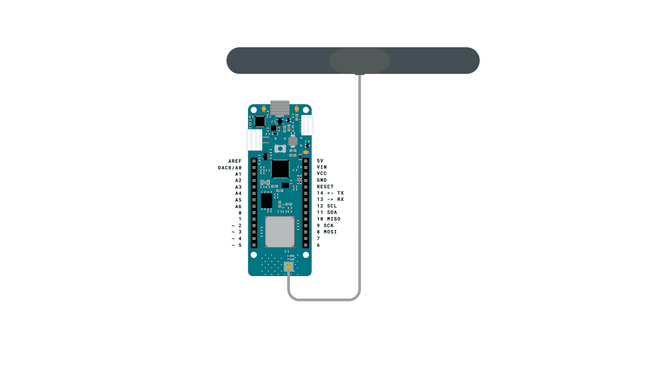 AREF
DAC0/A0
A1
A2
A3
A4
A5
A6
0
1
~ 2
~ 3
~ 4
~ 5
5V
VIN
VCC
GND
RESET
14 <- TX
13 -> RX
12 SCL
11 SDA
10 MISO
9 SCK
8 MOSI
7
6